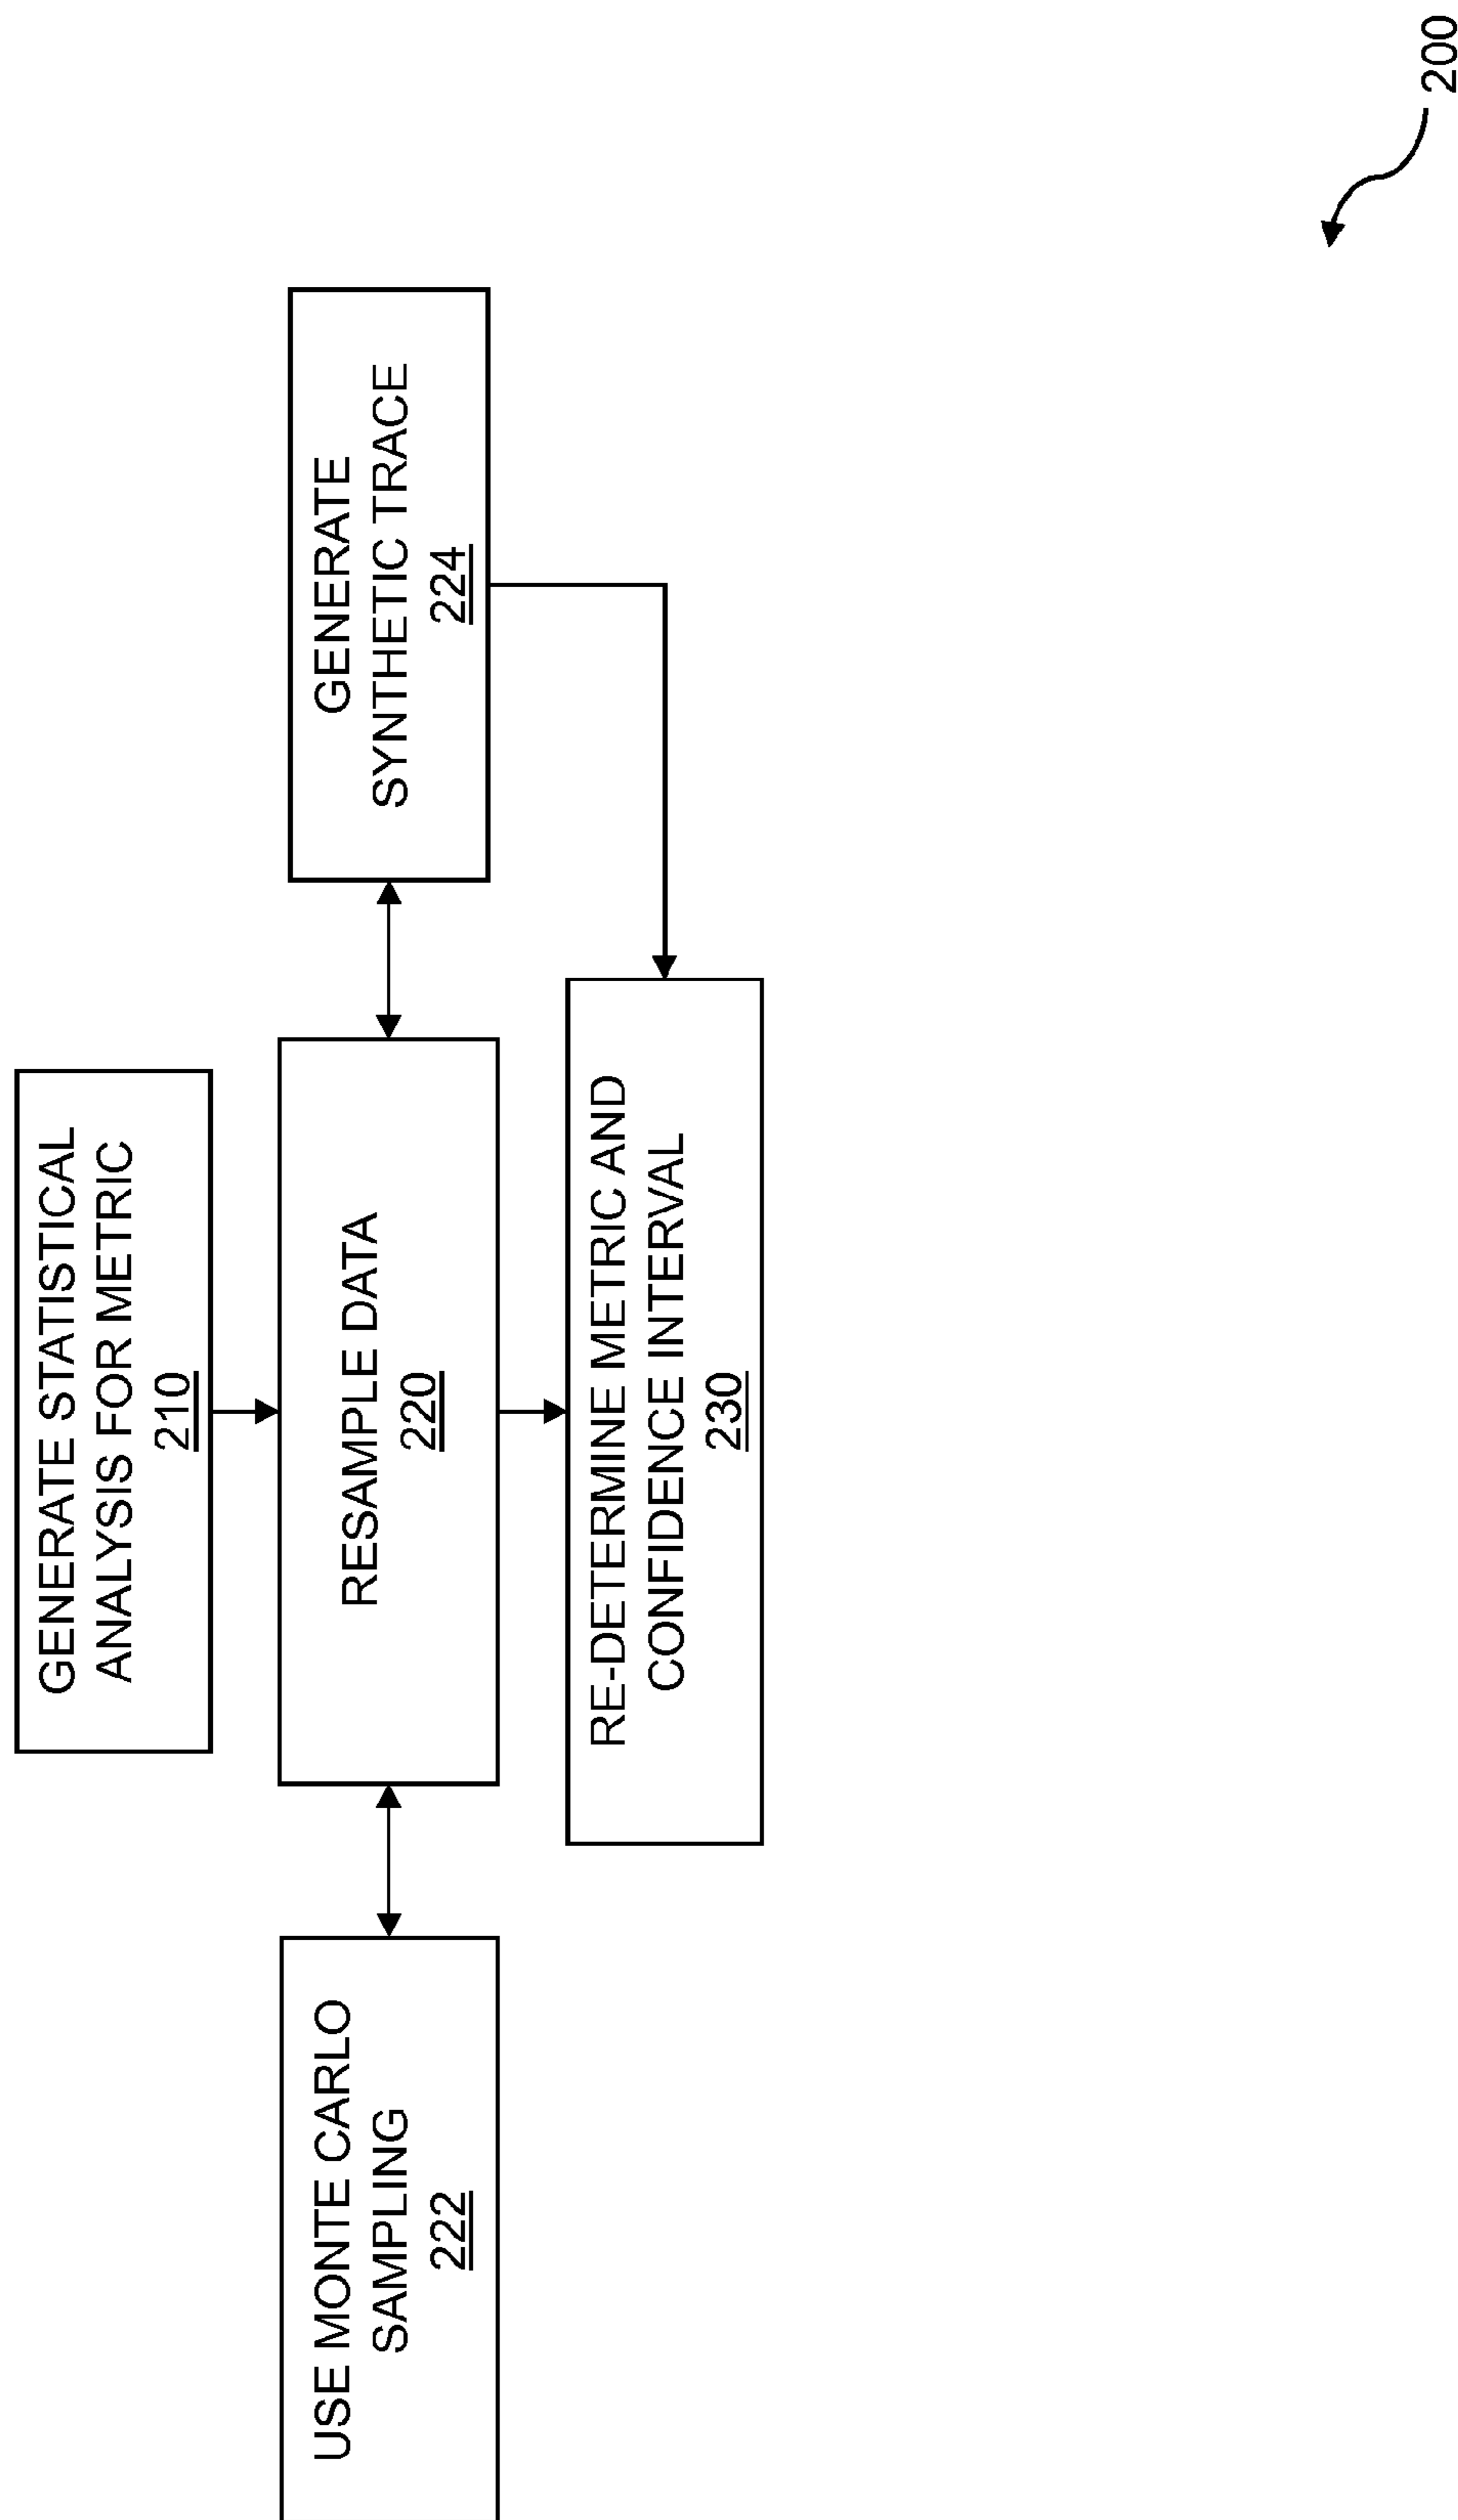 GENERATE STATISTICAL
ANALYSIS FOR METRIC
210
USE MONTE CARLO
SAMPLING
222
RESAMPLE DATA
220
GENERATE
SYNTHETIC TRACE
224
RE-DETERMINE METRIC AND
CONFIDENCE INTERVAL
230
200